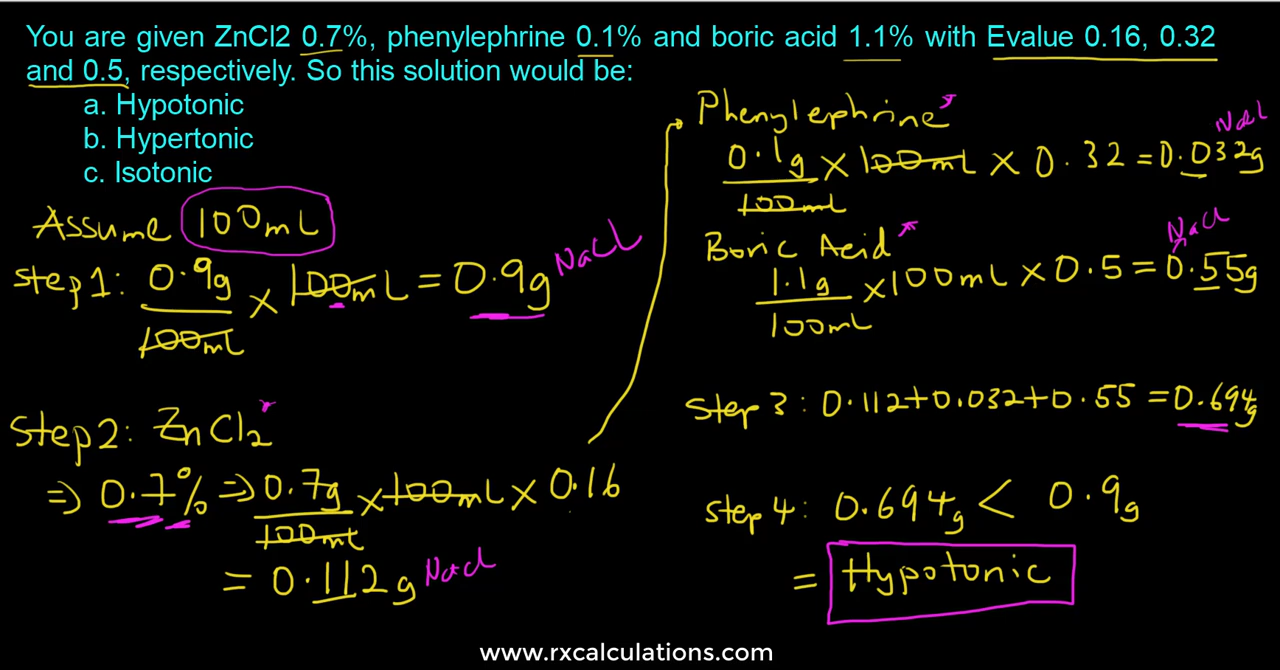 You are given ZnCl2 0.7%, phenylephrine 0.1% and boric acid 1.1% with Evalue 0.16, 0.32
and 0.5, respectively. So this solution would be:
a. Hypotonic
b. Hypertonic
c. Isotonic
Assume 100mL
Step 1: 0.9g / 100mL × 100mL = 0.9g NaCl
Step 2: ZnCl2
⇒ 0.7% ⇒ 0.7g / 100mL × 100mL × 0.16
= 0.112g NaCl
Phenylephrine
0.1g / 100mL × 100mL × 0.32 = 0.032g NaCl
Boric Acid
1.1g / 100mL × 100mL × 0.5 = 0.55g NaCl
Step 3: 0.112+0.032+0.55 = 0.694g
Step 4: 0.694g < 0.9g
= Hypotonic
www.rxcalculations.com